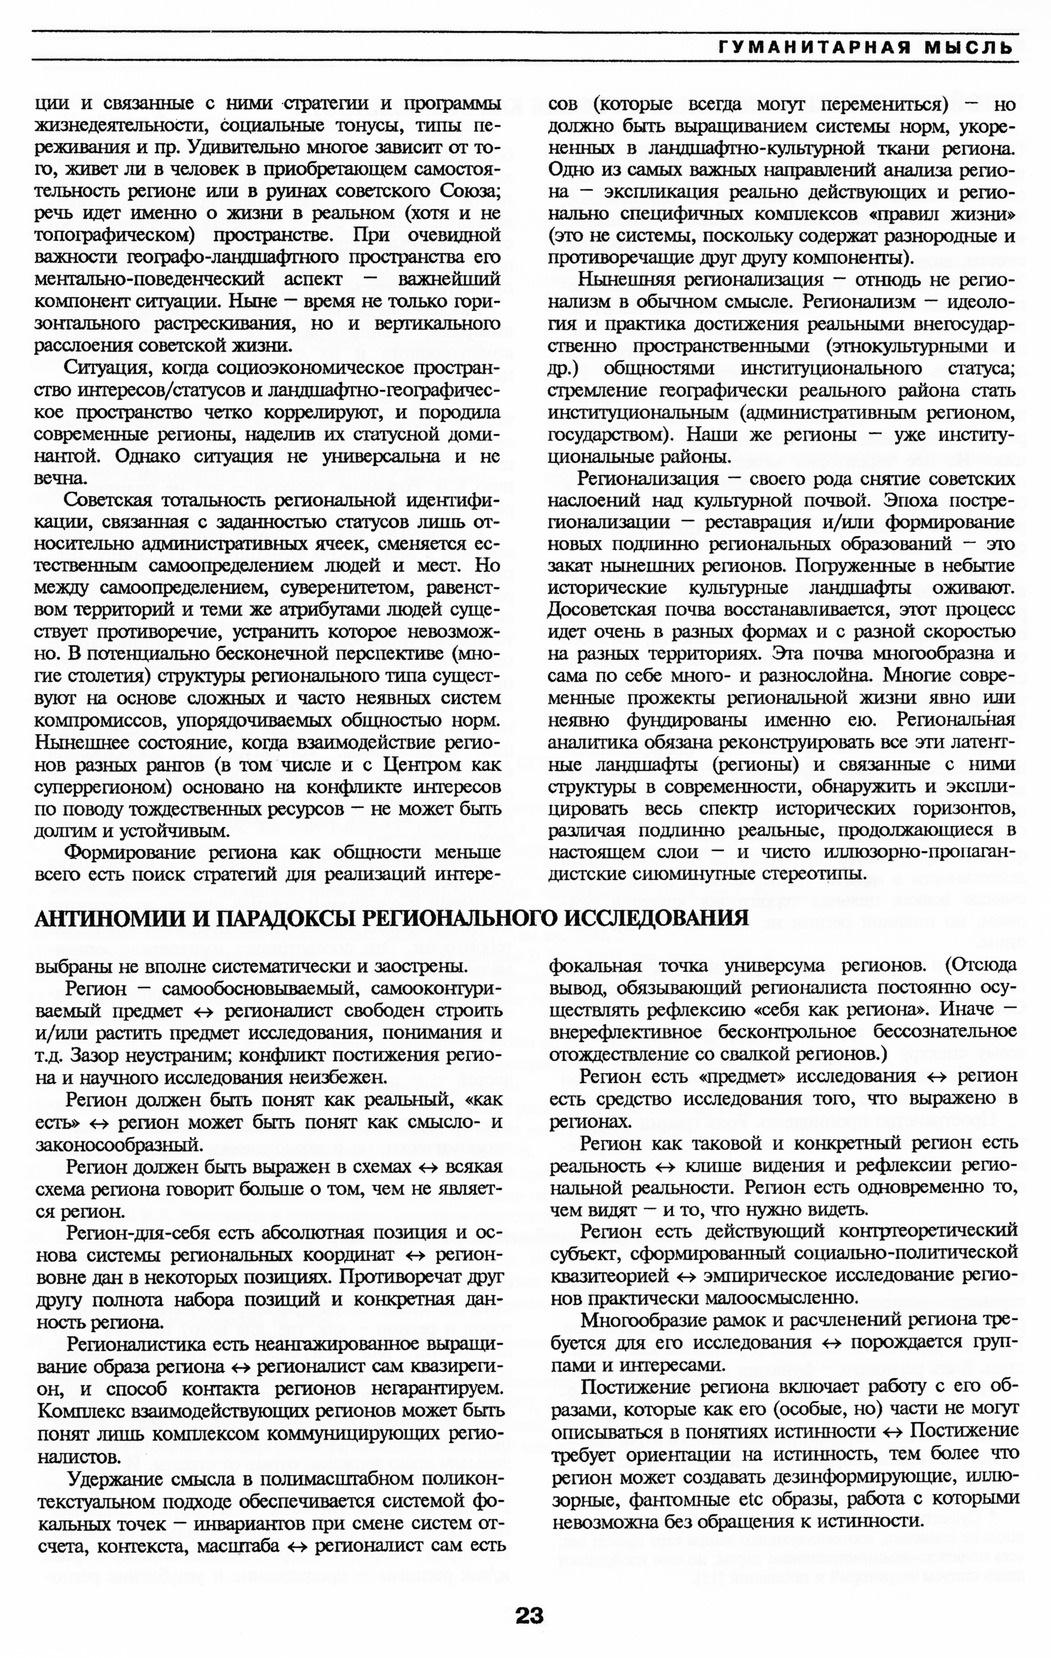 ГУМАНИТАРНАЯ МЫСЛЬ
ции и связанные с ними стратегии и программы
жизнедеятельности, социальные тонусы, типы пе-
реживания и пр. Удивительно многое зависит от то-
го, живет ли в человек в приобретающем самостоя-
тельность регионе или в руинах советского Союза;
речь идет именно о жизни в реальном (хотя и не
топографическом) пространстве. При очевидной
важности географо-ландшафтного пространства его
ментально-поведенческий аспект — важнейший
компонент ситуации. Ныне — время не только гори-
зонтального растрескивания, но и вертикального
расслоения советской жизни.
Ситуация, когда социоэкономическое простран-
ство интересов/статусов и ландшафтно-географичес-
кое пространство четко коррелируют, и породила
современные регионы, наделив их статусной доми-
нантой. Однако ситуация не универсальна и не
вечна.
Советская тотальность региональной идентифи-
кации, связанная с заданностью статусов лишь от-
носительно административных ячеек, сменяется ес-
тественным самоопределением людей и мест. Но
между самоопределением, суверенитетом, равенст-
вом территорий и теми же атрибутами людей суще-
ствует противоречие, устранить которое невозмож-
но. В потенциально бесконечной перспективе (мно-
гие столетия) структуры регионального типа сущест-
вуют на основе сложных и часто неявных систем
компромиссов, упорядочиваемых общностью норм.
Нынешнее состояние, когда взаимодействие регио-
нов разных рангов (в том числе и с Центром как
суперрегионом) основано на конфликте интересов
по поводу тождественных ресурсов — не может быть
долгим и устойчивым.
Формирование региона как общности меньше
всего есть поиск стратегий для реализаций интере-
сов (которые всегда могут перемениться) — но
должно быть выращиванием системы норм, укоре-
ненных в ландшафтно-культурной ткани региона.
Одно из самых важных направлений анализа регио-
на — экспликация реально действующих и регио-
нально специфичных комплексов «правил жизни»
(это не системы, поскольку содержат разнородные и
противоречащие друг другу компоненты).
Нынешняя регионализация — отнюдь не регио-
нализм в обычном смысле. Регионализм — идеоло-
гия и практика достижения реальными внегосудар-
ственно пространственными (этнокультурными и
др.) общностями институционального статуса;
стремление географически реального района стать
институциональным (административным регионом,
государством). Наши же регионы — уже институ-
циональные районы.
Регионализация — своего рода снятие советских
наслоений над культурной почвой. Эпоха постре-
гионализации — реставрация и/или формирование
новых подлинно региональных образований — это
закат нынешних регионов. Погруженные в небытие
исторические культурные ландшафты оживают.
Досоветская почва восстанавливается, этот процесс
идет очень в разных формах и с разной скоростью
на разных территориях. Эта почва многообразна и
сама по себе много- и разнослойна. Многие совре-
менные прожекты региональной жизни явно или
неявно фундированы именно ею. Региональная
аналитика обязана реконструировать все эти латент-
ные ландшафты (регионы) и связанные с ними
структуры в современности, обнаружить и экспли-
цировать весь спектр исторических горизонтов,
различая подлинно реальные, продолжающиеся в
настоящем слои — и чисто иллюзорно-пропаган-
дистские сиюминутные стереотипы.
АНТИНОМИИ И ПАРАДОКСЫ РЕГИОНАЛЬНОГО ИССЛЕДОВАНИЯ
выбраны не вполне систематически и заострены.
Регион — самообосновываемый, самооконтури-
ваемый предмет ↔ регионалист свободен строить
и/или растить предмет исследования, понимания и
т.д. Зазор неустраним; конфликт постижения регио-
на и научного исследования неизбежен.
Регион должен быть понят как реальный, «как
есть» ↔ регион может быть понят как смысло- и
законосообразный.
Регион должен быть выражен в схемах ↔ всякая
схема региона говорит больше о том, чем не являет-
ся регион.
Регион-для-себя есть абсолютная позиция и ос-
нова системы региональных координат ↔ регион-
вовне дан в некоторых позициях. Противоречат друг
другу полнота набора позиций и конкретная дан-
ность региона.
Регионалистика есть неангажированное выращи-
вание образа региона ↔ регионалист сам квазиреги-
он, и способ контакта регионов негарантируем.
Комплекс взаимодействующих регионов может быть
понят лишь комплексом коммуницирующих регио-
налистов.
Удержание смысла в полимасштабном поликон-
текстуальном подходе обеспечивается системой фо-
кальных точек — инвариантов при смене систем от-
счета, контекста, масштаба ↔ регионалист сам есть
фокальная точка универсума регионов. (Отсюда
вывод, обязывающий регионалиста постоянно осу-
ществлять рефлексию «себя как региона». Иначе —
внерефлективное бесконтрольное бессознательное
отождествление со свалкой регионов.)
Регион есть «предмет» исследования ↔ регион
есть средство исследования того, что выражено в
регионах.
Регион как таковой и конкретный регион есть
реальность ↔ клише видения и рефлексии регио-
нальной реальности. Регион есть одновременно то,
чем видят — и то, что нужно видеть.
Регион есть действующий контртеоретический
субъект, сформированный социально-политической
квазитеорией ↔ эмпирическое исследование регио-
нов практически малоосмысленно.
Многообразие рамок и расчленений региона тре-
буется для его исследования ↔ порождается груп-
пами и интересами.
Постижение региона включает работу с его об-
разами, которые как его (особые, но) части не могут
описываться в понятиях истинности ↔ Постижение
требует ориентации на истинность, тем более что
регион может создавать дезинформирующие, иллю-
зорные, фантомные etc образы, работа с которыми
невозможна без обращения к истинности.
23